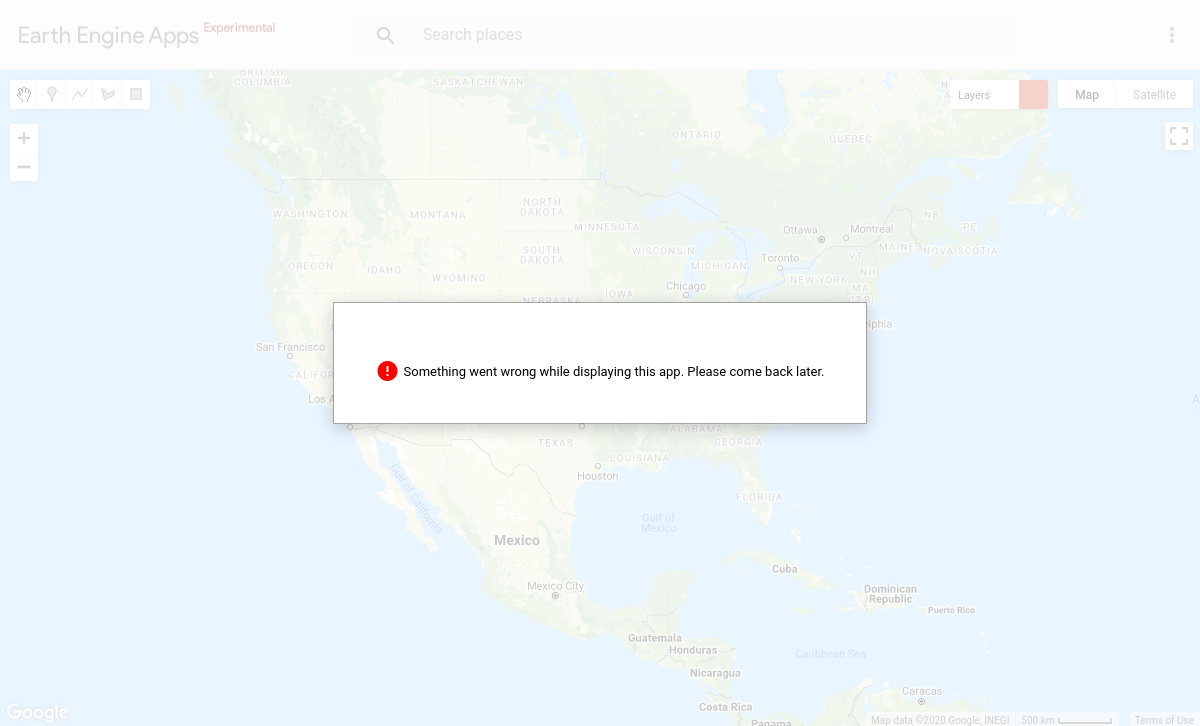 Earth Engine Apps Experimental
Search places
Layers
Map
Satellite
BRITISH
COLUMBIA
SASKATCHEWAN
ONTARIO
QUEBEC
NB
PE
WASHINGTON
MONTANA
NORTH
DAKOTA
MINNESOTA
Ottawa
Montreal
MAINE
NOVA SCOTIA
OREGON
IDAHO
WYOMING
SOUTH
DAKOTA
WISCONSIN
MICHIGAN
Toronto
VT
NH
NEW YORK
MA
CT RI
NEBRASKA
IOWA
Chicago
elphia
San Francisco
CALIFOR
Los A
Something went wrong while displaying this app. Please come back later.
TEXAS
ALABAMA
GEORGIA
LOUISIANA
Houston
FLORIDA
Gulf of California
Gulf of
Mexico
Mexico
Mexico City
Cuba
Dominican
Republic
Puerto Rico
Guatemala
Honduras
Caribbean Sea
Nicaragua
Caracas
Costa Rica
Panama
Google
Map data ©2020 Google, INEGI
500 km
Terms of Use